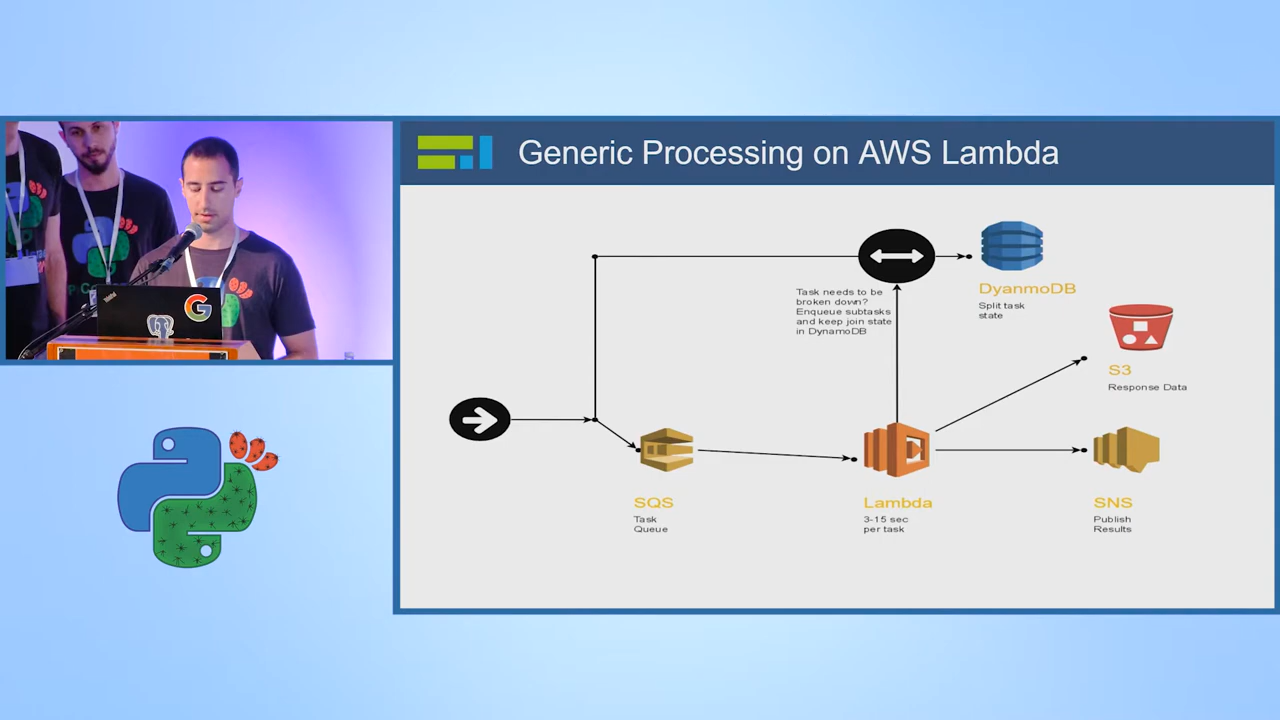 Generic Processing on AWS Lambda
Task needs to be
broken down?
Enqueue subtasks
and keep join state
in DynamoDB
DyanmoDB
Split task
state
S3
Response Data
SQS
Task
Queue
Lambda
3-15 sec
per task
SNS
Publish
Results
G